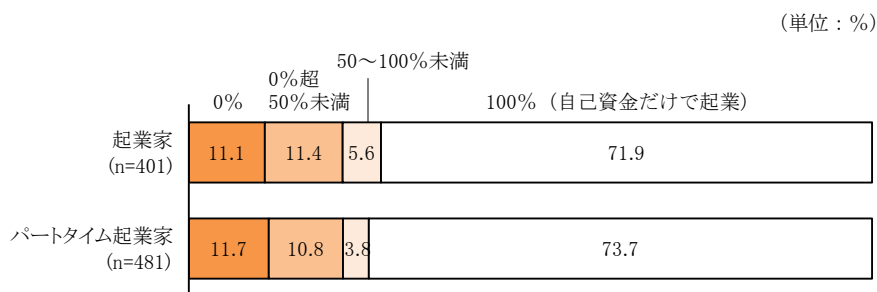 (単位：%)
50～100%未満
0%
0%超
50%未満
100%（自己資金だけで起業）
起業家
(n=401)
11.1
11.4
5.6
71.9
パートタイム起業家
(n=481)
11.7
10.8
3.8
73.7